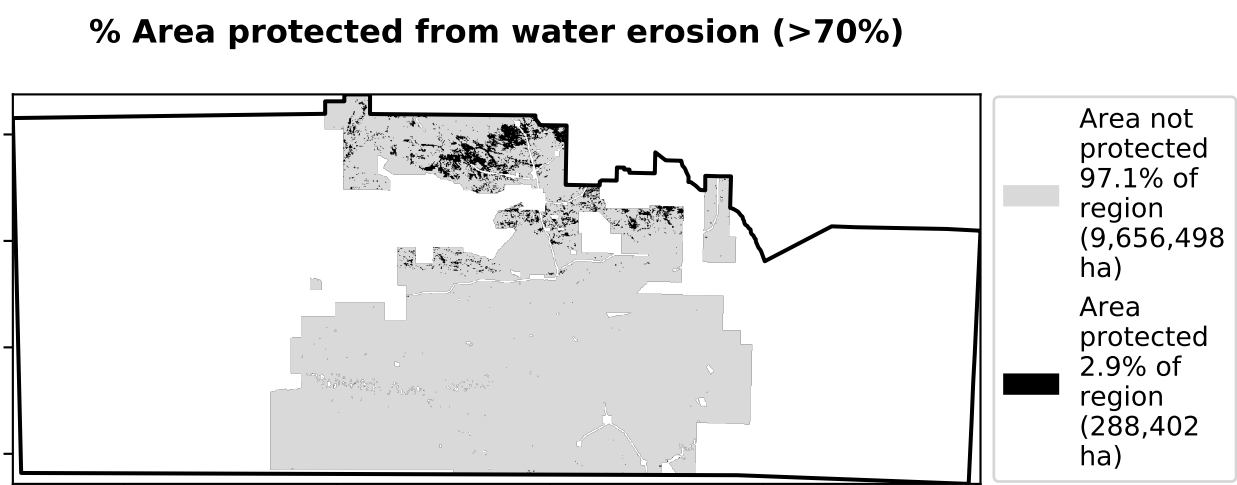 % Area protected from water erosion (>70%)
Area not
protected
97.1% of
region
(9,656,498
ha)
Area
protected
2.9% of
region
(288,402
ha)